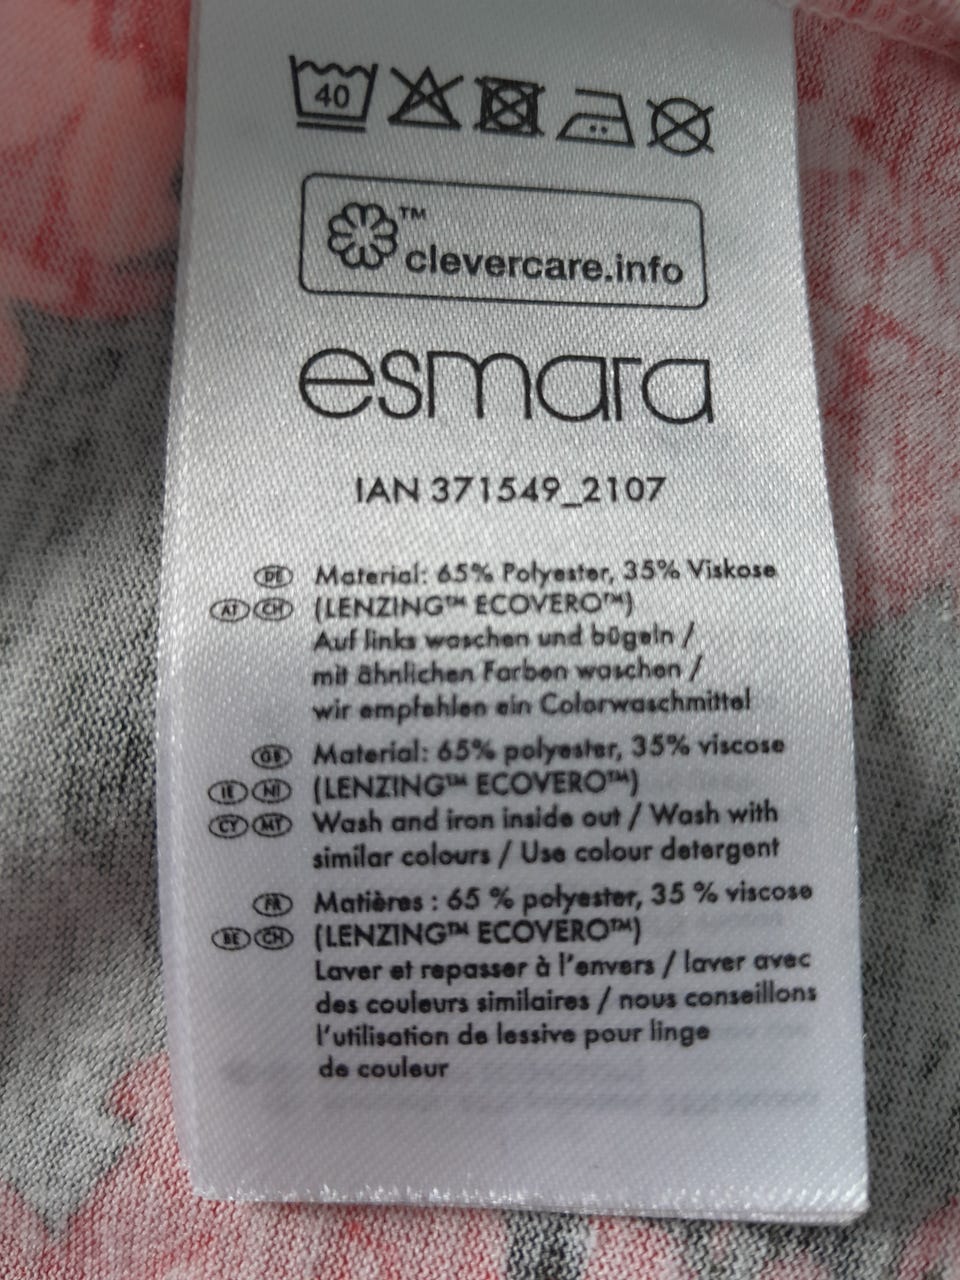 40
™
clevercare.info
esmara
IAN 371549_2107
DE Material: 65% Polyester, 35% Viskose
AT CH (LENZING™ ECOVERO™)
Auf links waschen und bügeln /
mit ähnlichen Farben waschen /
wir empfehlen ein Colorwaschmittel
GB Material: 65% polyester, 35% viscose
IE NI (LENZING™ ECOVERO™)
CY MT Wash and iron inside out / Wash with
similar colours / Use colour detergent
FR Matières : 65 % polyester, 35 % viscose
BE CH (LENZING™ ECOVERO™)
Laver et repasser à l'envers / laver avec
des couleurs similaires / nous conseillons
l'utilisation de lessive pour linge
de couleur